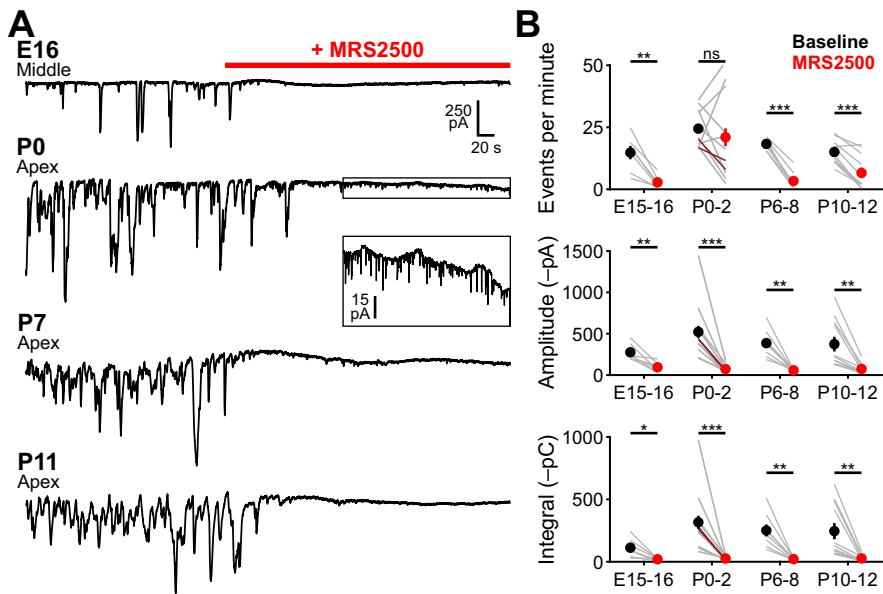 A
E16
Middle
+ MRS2500
250
pA
20 s
P0
Apex
15
pA
P7
Apex
P11
Apex
B
Baseline
MRS2500
Events per minute
50
25
0
** ns *** ***
E15-16 P0-2 P6-8 P10-12
Amplitude (–pA)
1500
1000
500
0
** *** ** **
E15-16 P0-2 P6-8 P10-12
Integral (–pC)
1000
500
0
* *** ** **
E15-16 P0-2 P6-8 P10-12